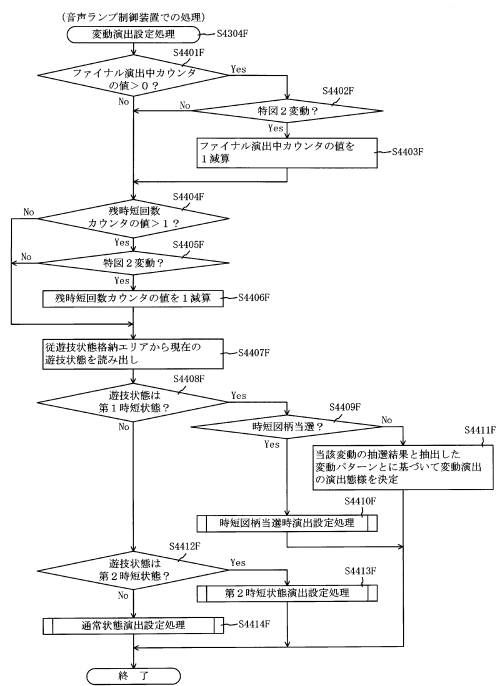 (音声ランプ制御装置での処理)
変動演出設定処理
S4304F
S4401F
ファイナル演出中カウンタ
の値>0?
Yes
No
S4402F
特図2変動?
No
Yes
ファイナル演出中カウンタの値を
1減算
S4403F
S4404F
残時短回数
カウンタの値>1?
No
Yes
S4405F
特図2変動?
No
Yes
残時短回数カウンタの値を1減算
S4406F
従遊技状態格納エリアから現在の
遊技状態を読み出し
S4407F
S4408F
遊技状態は
第1時短状態?
Yes
No
S4409F
時短図柄当選?
No
Yes
S4411F
当該変動の抽選結果と抽出した
変動パターンとに基づいて変動演出
の演出態様を決定
S4410F
時短図柄当選時演出設定処理
S4412F
遊技状態は
第2時短状態?
Yes
No
S4413F
第2時短状態演出設定処理
通常状態演出設定処理
S4414F
終了